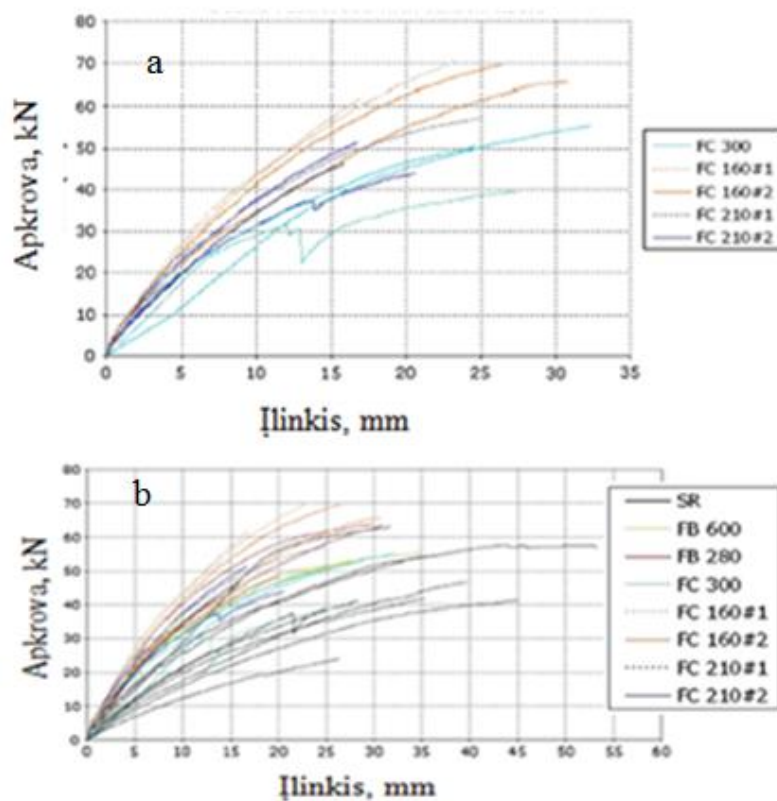 a
80
70
60
50
40
30
20
10
0
Apkrova, kN
0 5 10 15 20 25 30 35
Įlinkis, mm
FC 300
FC 160#1
FC 160#2
FC 210#1
FC 210#2
b
80
70
60
50
40
30
20
10
0
Apkrova, kN
0 5 10 15 20 25 30 35 40 45 50 55 60
Įlinkis, mm
SR
FB 600
FB 280
FC 300
FC 160#1
FC 160#2
FC 210#1
FC 210#2